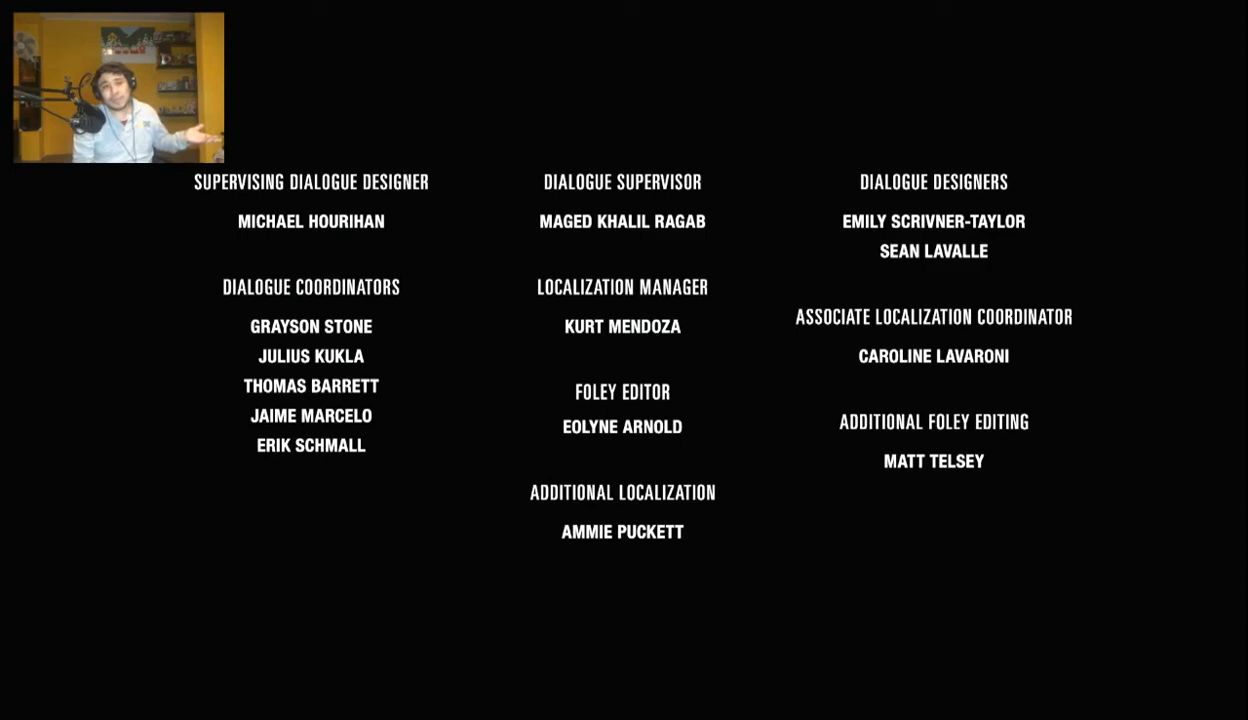 SUPERVISING DIALOGUE DESIGNER
MICHAEL HOURIHAN
DIALOGUE COORDINATORS
GRAYSON STONE
JULIUS KUKLA
THOMAS BARRETT
JAIME MARCELO
ERIK SCHMALL
DIALOGUE SUPERVISOR
MAGED KHALIL RAGAB
LOCALIZATION MANAGER
KURT MENDOZA
FOLEY EDITOR
EOLYNE ARNOLD
ADDITIONAL LOCALIZATION
AMMIE PUCKETT
DIALOGUE DESIGNERS
EMILY SCRIVNER-TAYLOR
SEAN LAVALLE
ASSOCIATE LOCALIZATION COORDINATOR
CAROLINE LAVARONI
ADDITIONAL FOLEY EDITING
MATT TELSEY